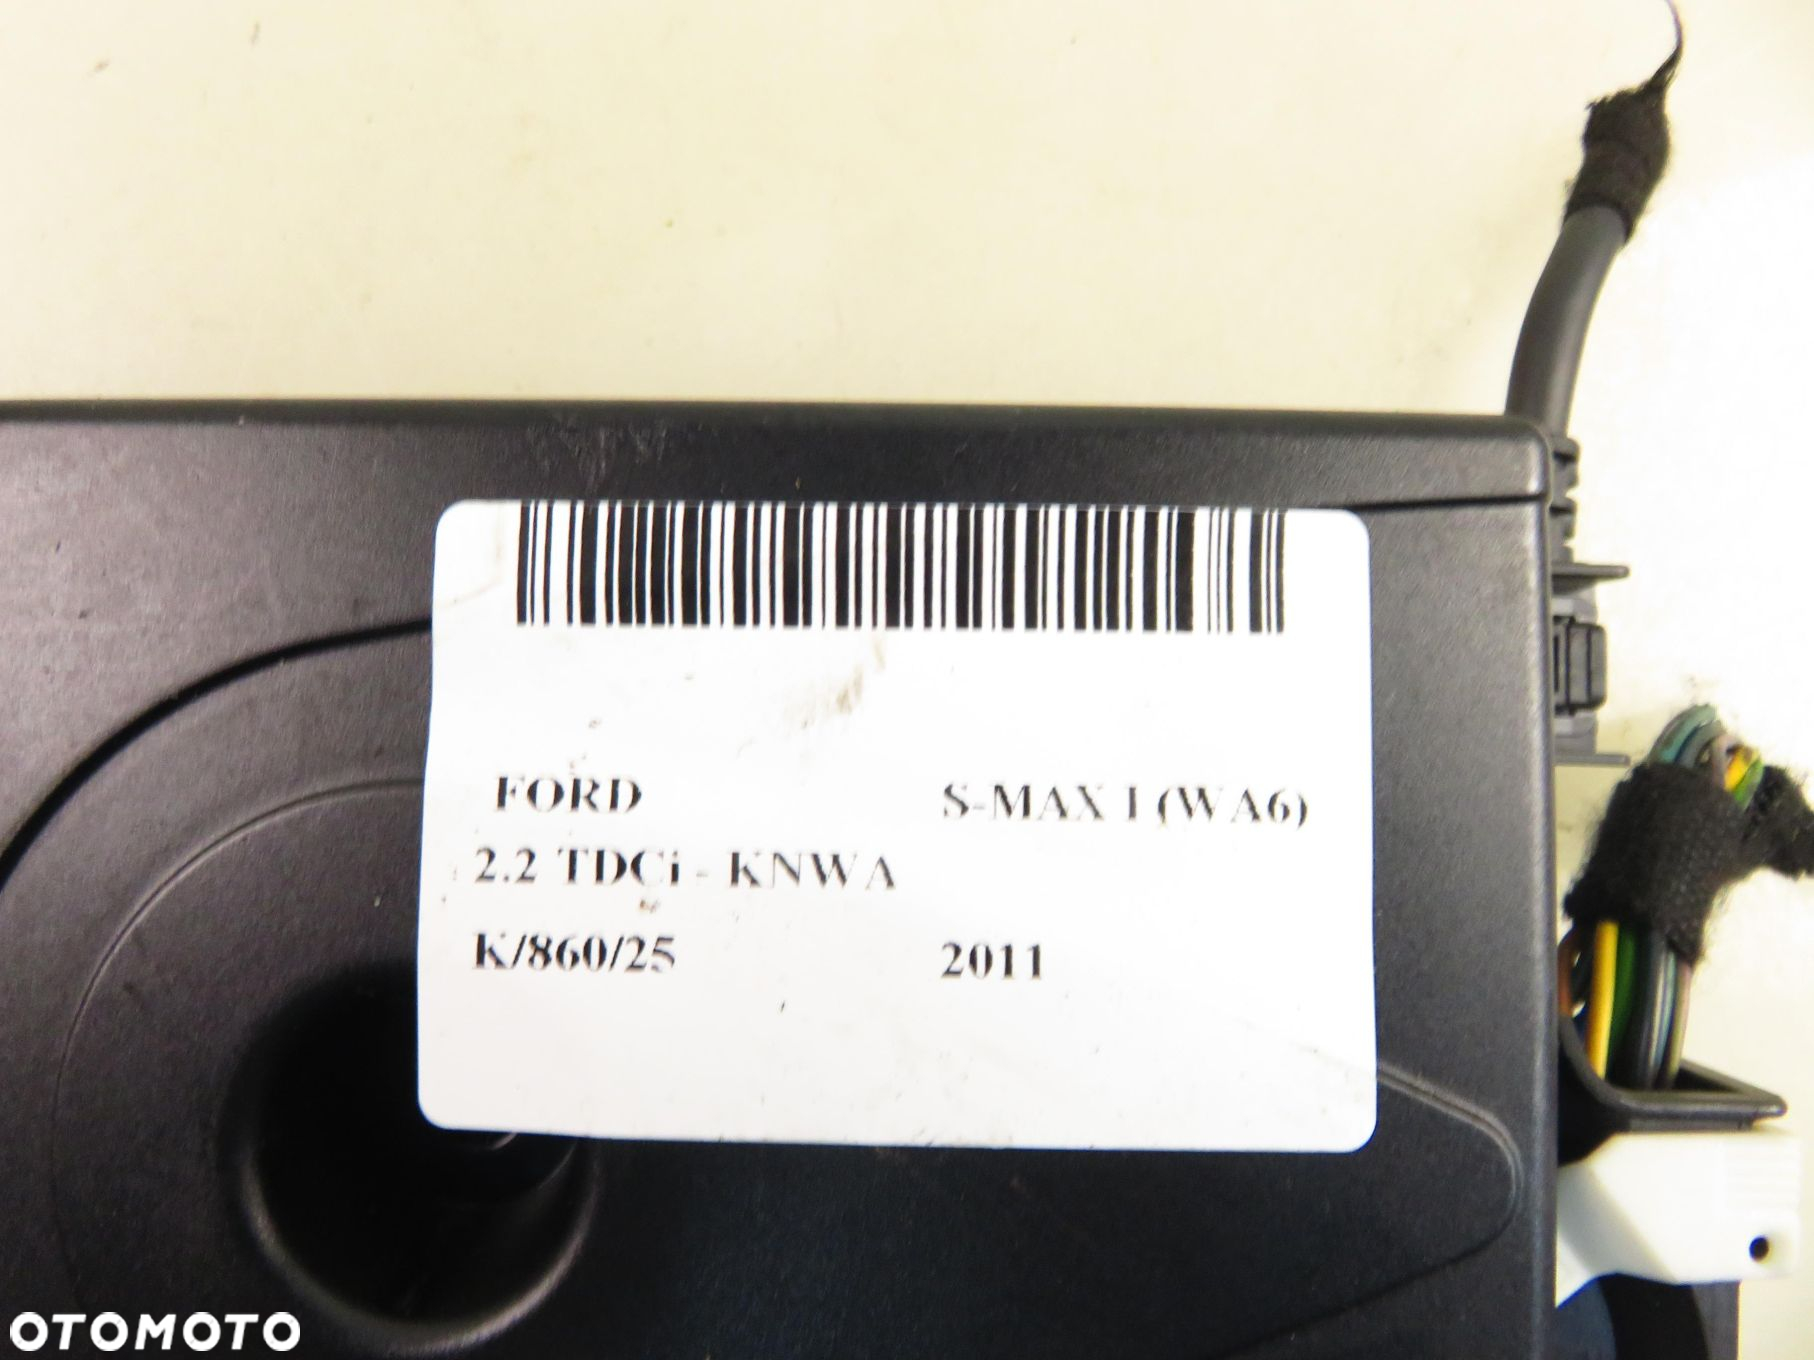 FORD S-MAX I (WA6)
2.2 TDCi - KNWA
K/860/25 2011
OTOMOTO